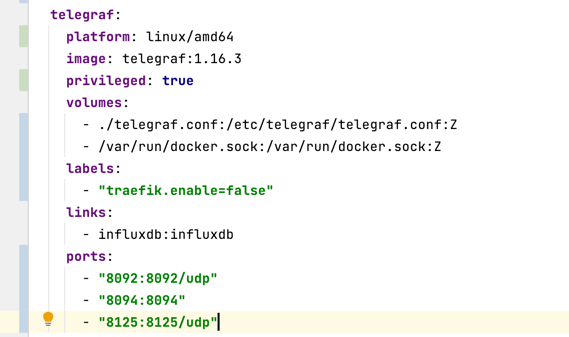 telegraf:
platform: linux/amd64
image: telegraf:1.16.3
privileged: true
volumes:
- ./telegraf.conf:/etc/telegraf/telegraf.conf:Z
- /var/run/docker.sock:/var/run/docker.sock:Z
labels:
- "traefik.enable=false"
links:
- influxdb:influxdb
ports:
- "8092:8092/udp"
- "8094:8094"
- "8125:8125/udp"